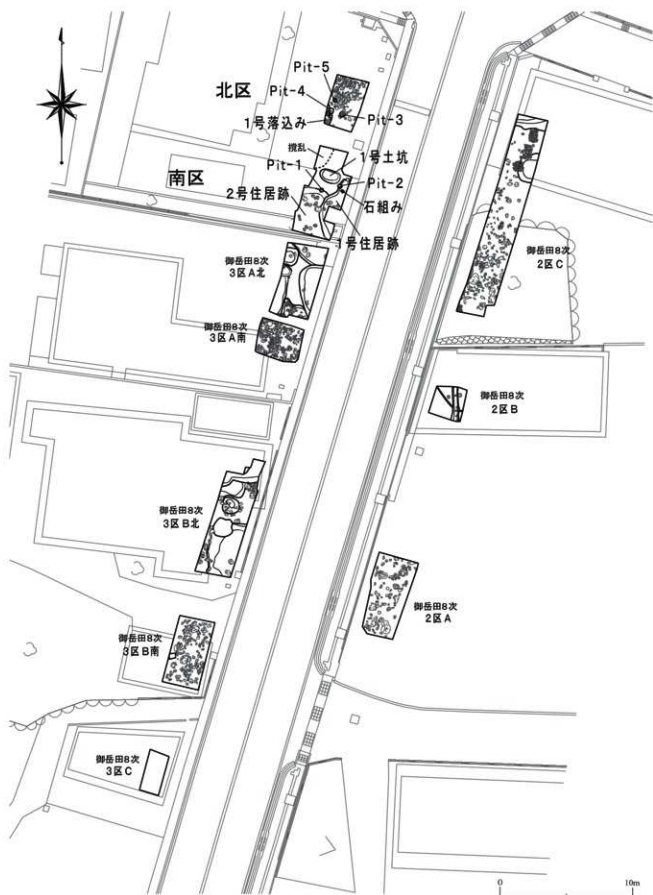 Pit-5
北区
Pit-4
1号落込み
Pit-3
撹乱
1号土坑
Pit-1
Pit-2
南区
2号住居跡
石組み
1号住居跡
御岳田8次
3区A北
御岳田8次
2区C
御岳田8次
3区A南
御岳田8次
2区B
御岳田8次
3区B北
御岳田8次
2区A
御岳田8次
3区B南
御岳田8次
3区C
0 10m